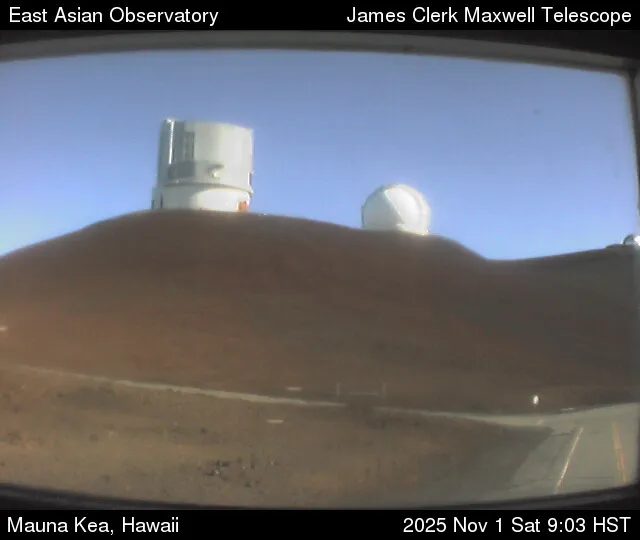 East Asian Observatory
James Clerk Maxwell Telescope
Mauna Kea, Hawaii
2025 Nov 1 Sat 9:03 HST